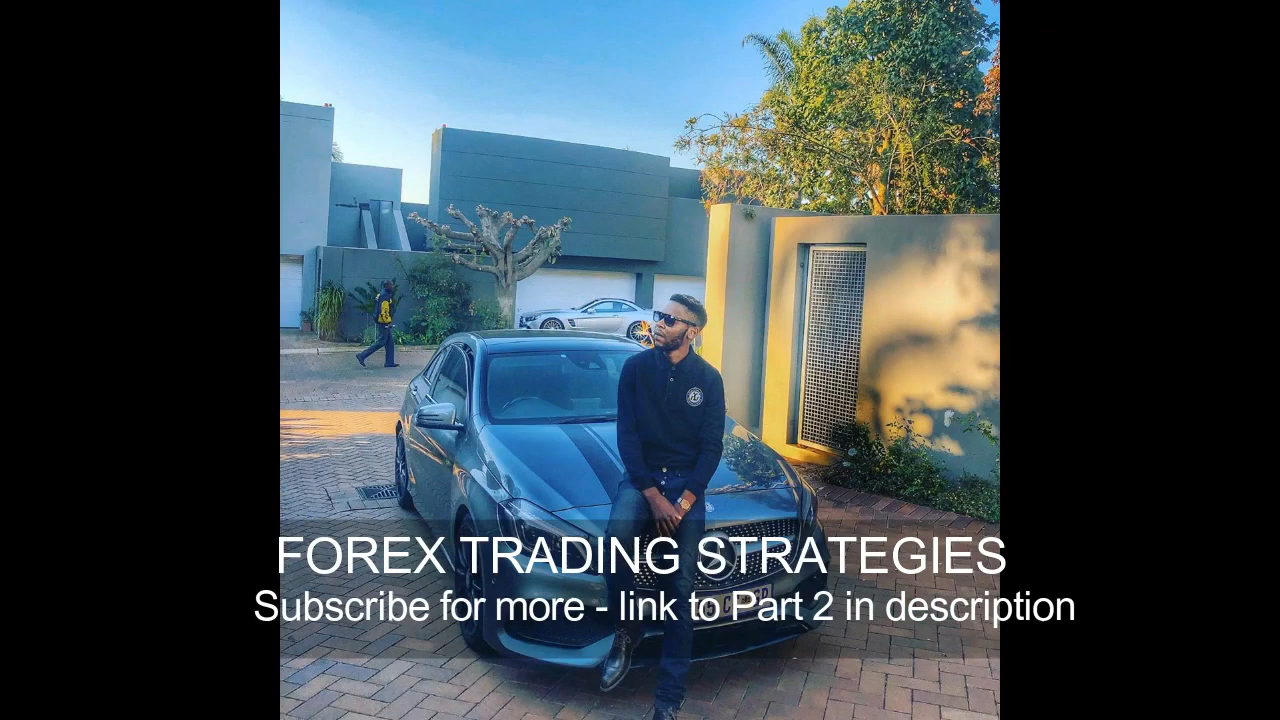 FOREX TRADING STRATEGIES
Subscribe for more - link to Part 2 in description